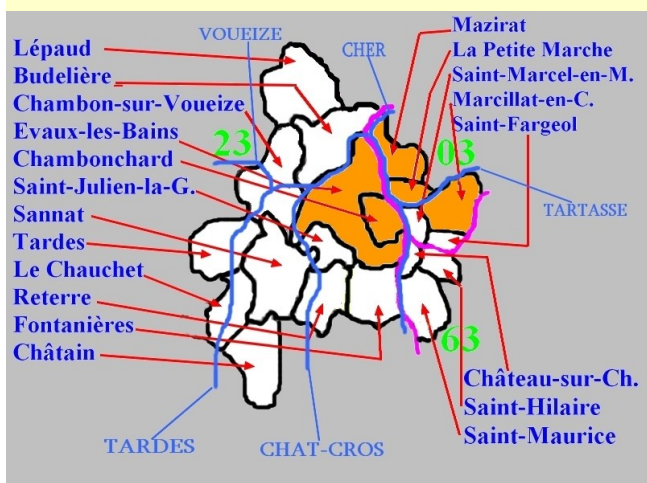 Lépaud
Budelière
Chambon-sur-Voueize
Evaux-les-Bains
Chambonchard
Saint-Julien-la-G.
Sannat
Tardes
Le Chauchet
Reterre
Fontanières
Châtain
VOUEIZE
CHER
23
03
63
Mazirat
La Petite Marche
Saint-Marcel-en-M.
Marcillat-en-C.
Saint-Fargeol
TARTASSE
Château-sur-Ch.
Saint-Hilaire
Saint-Maurice
TARDES
CHAT-CROS